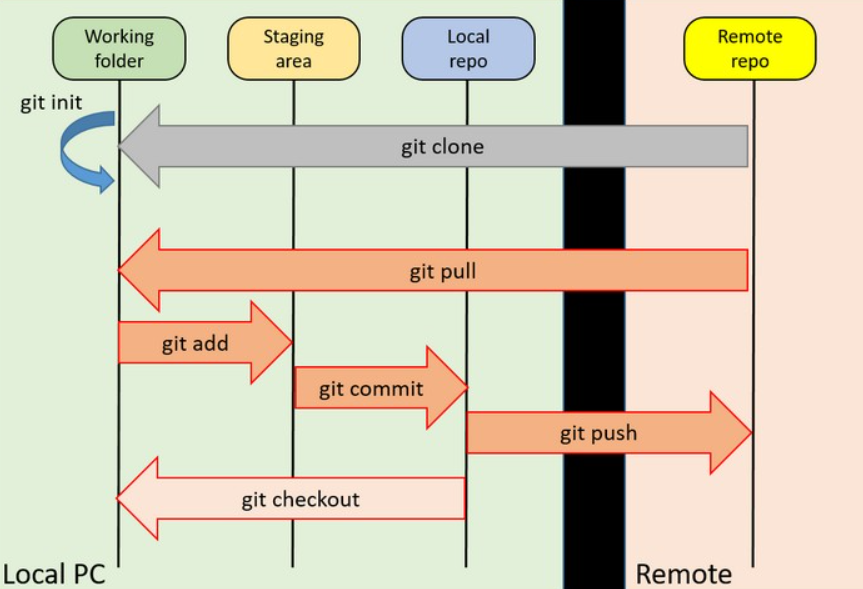 Working
folder
Staging
area
Local
repo
Remote
repo
git init
git clone
git pull
git add
git commit
git push
git checkout
Local PC
Remote